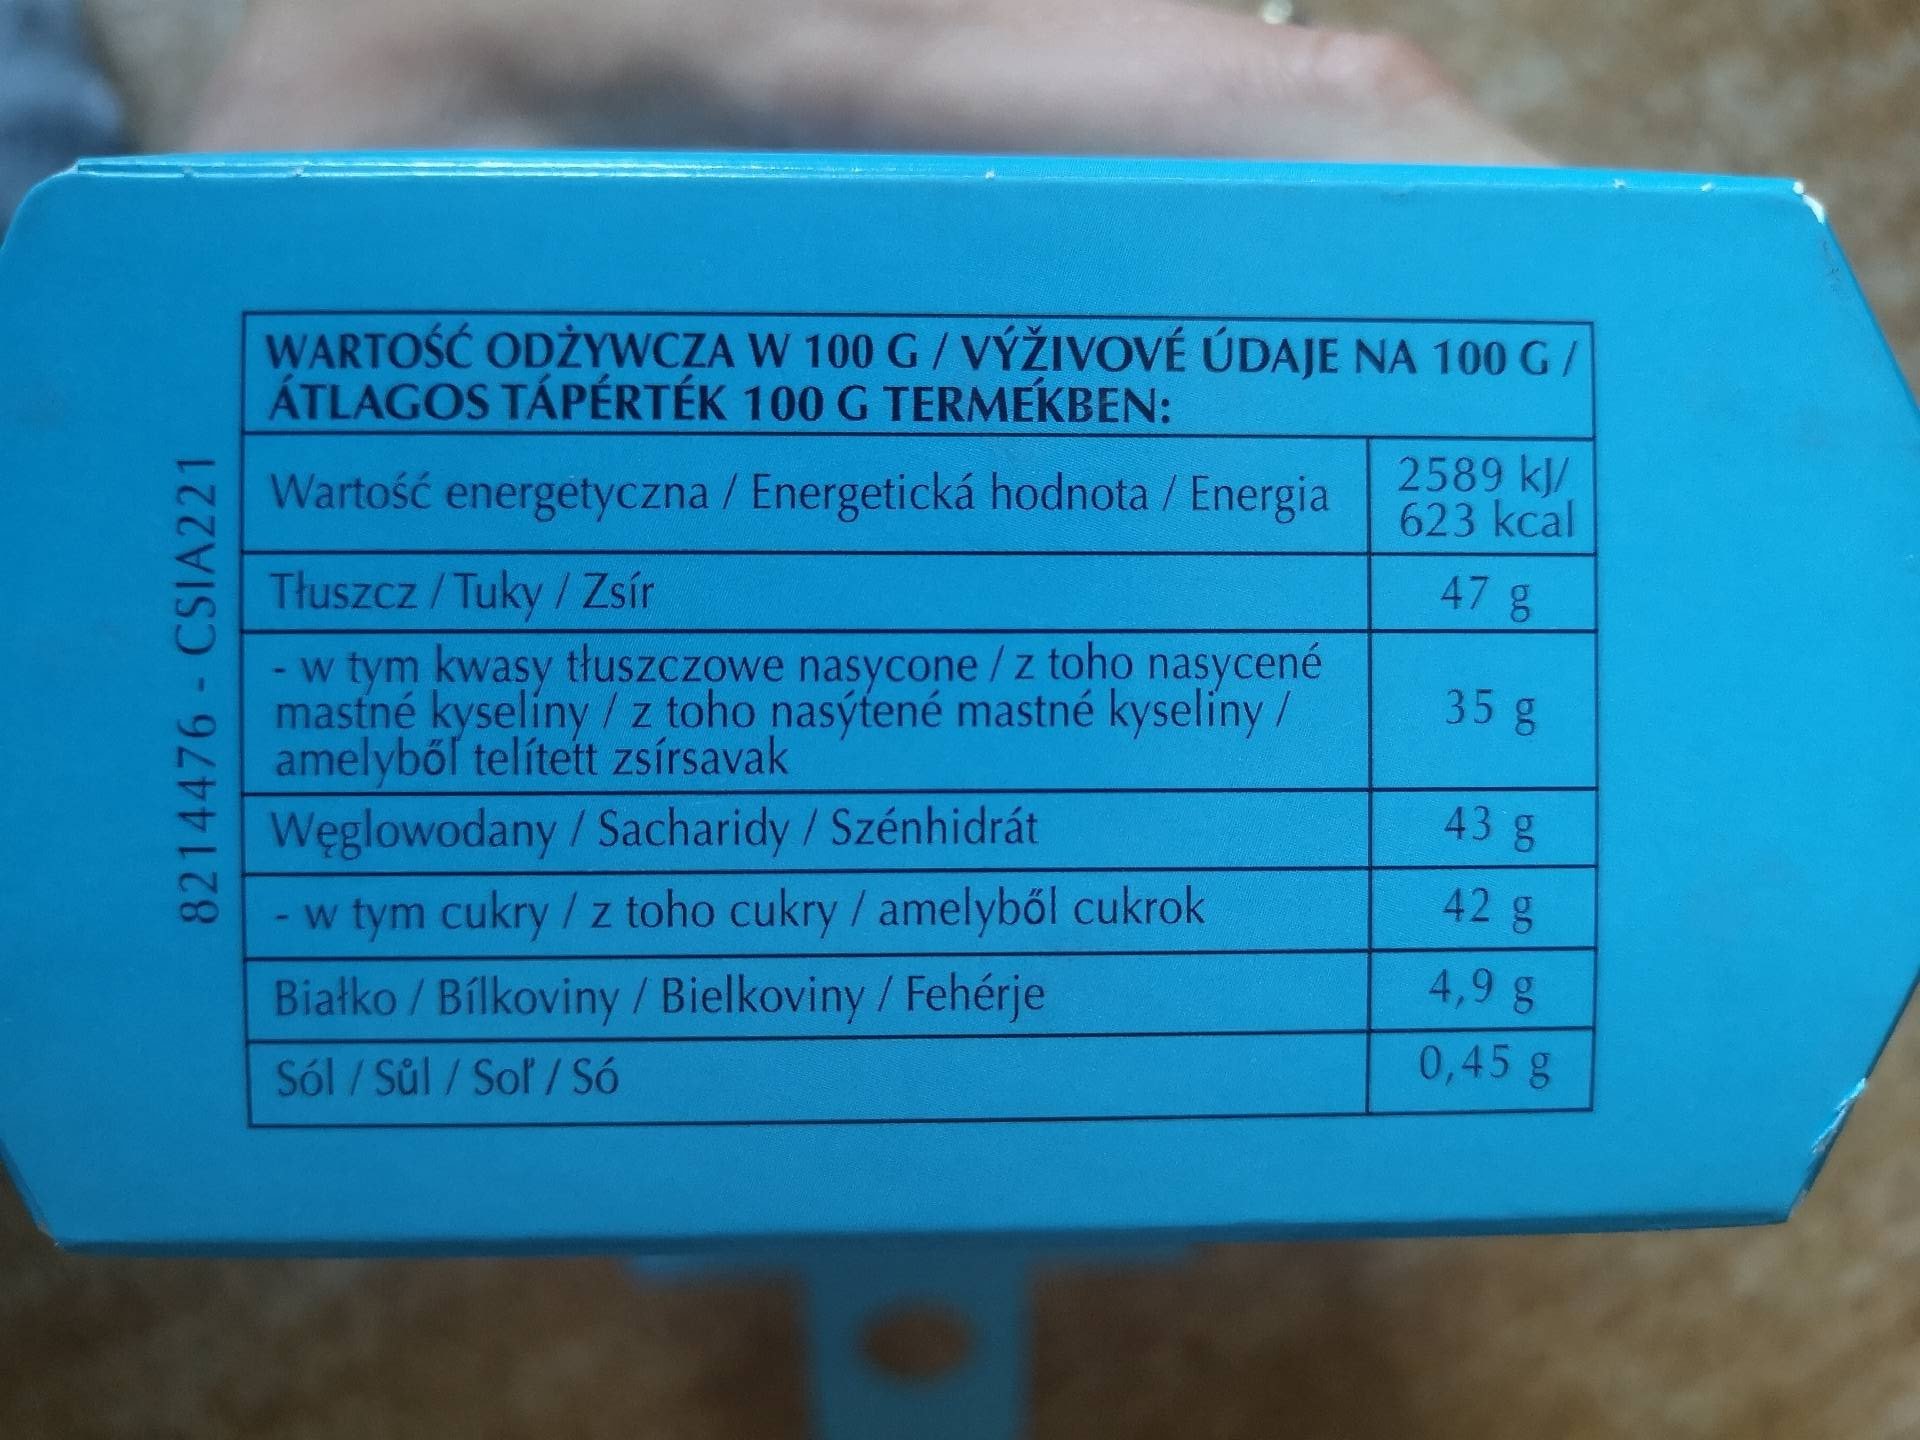 WARTOŚĆ ODŻYWCZA W 100 G / VÝŽIVOVÉ ÚDAJE NA 100 G /
ÁTLAGOS TÁPÉRTÉK 100 G TERMÉKBEN:
Wartość energetyczna / Energetická hodnota / Energia
2589 kJ/
623 kcal
Tłuszcz / Tuky / Zsír
47 g
- w tym kwasy tłuszczowe nasycone / z toho nasycené
mastné kyseliny / z toho nasýtené mastné kyseliny /
amelyből telített zsírsavak
35 g
Węglowodany / Sacharidy / Szénhidrát
43 g
- w tym cukry / z toho cukry / amelyből cukrok
42 g
Białko / Bílkoviny / Bielkoviny / Fehérje
4,9 g
Sól / Sůl / Soľ / Só
0,45 g
8214476 - CSIA221